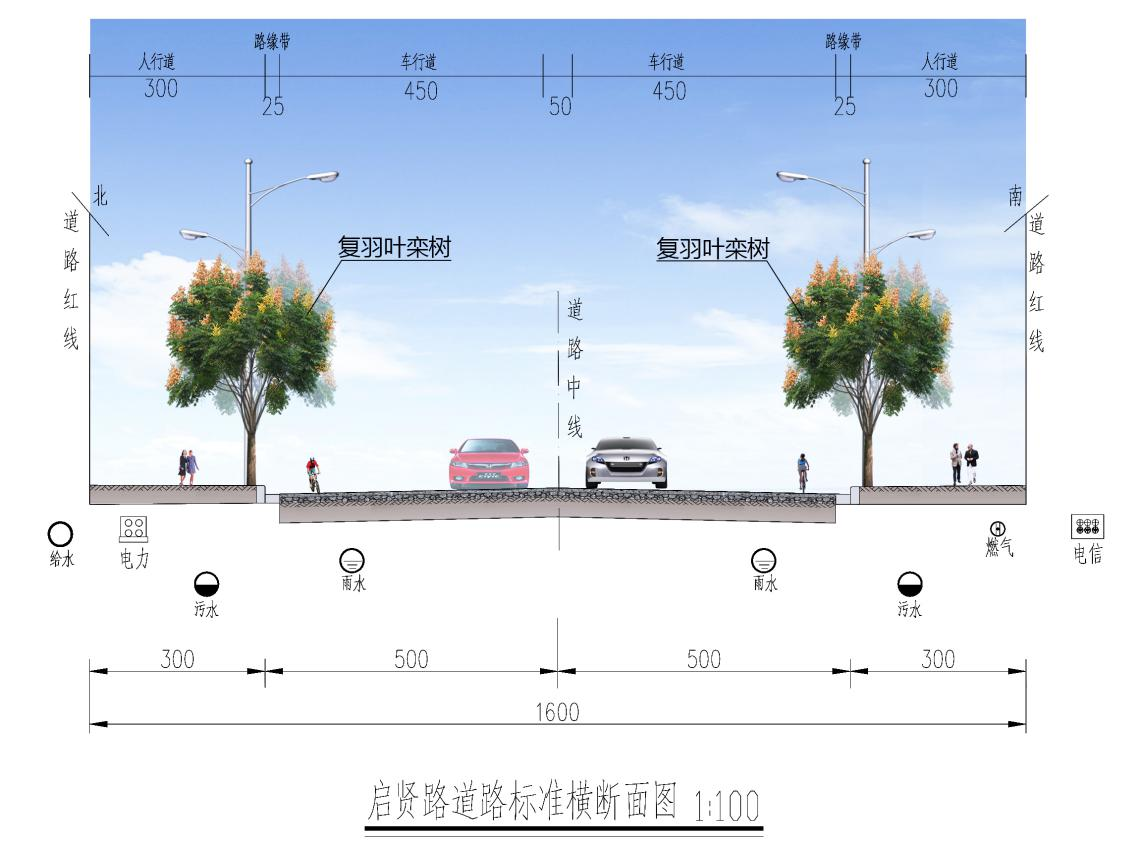 路缘带
路缘带
人行道
车行道
车行道
人行道
300
25
450
50
450
25
300
北
南
道路红线
道路红线
复羽叶栾树
复羽叶栾树
道路中线
给水
电力
污水
雨水
雨水
污水
燃气
电信
300
500
500
300
1600
启贤路道路标准横断面图 1:100